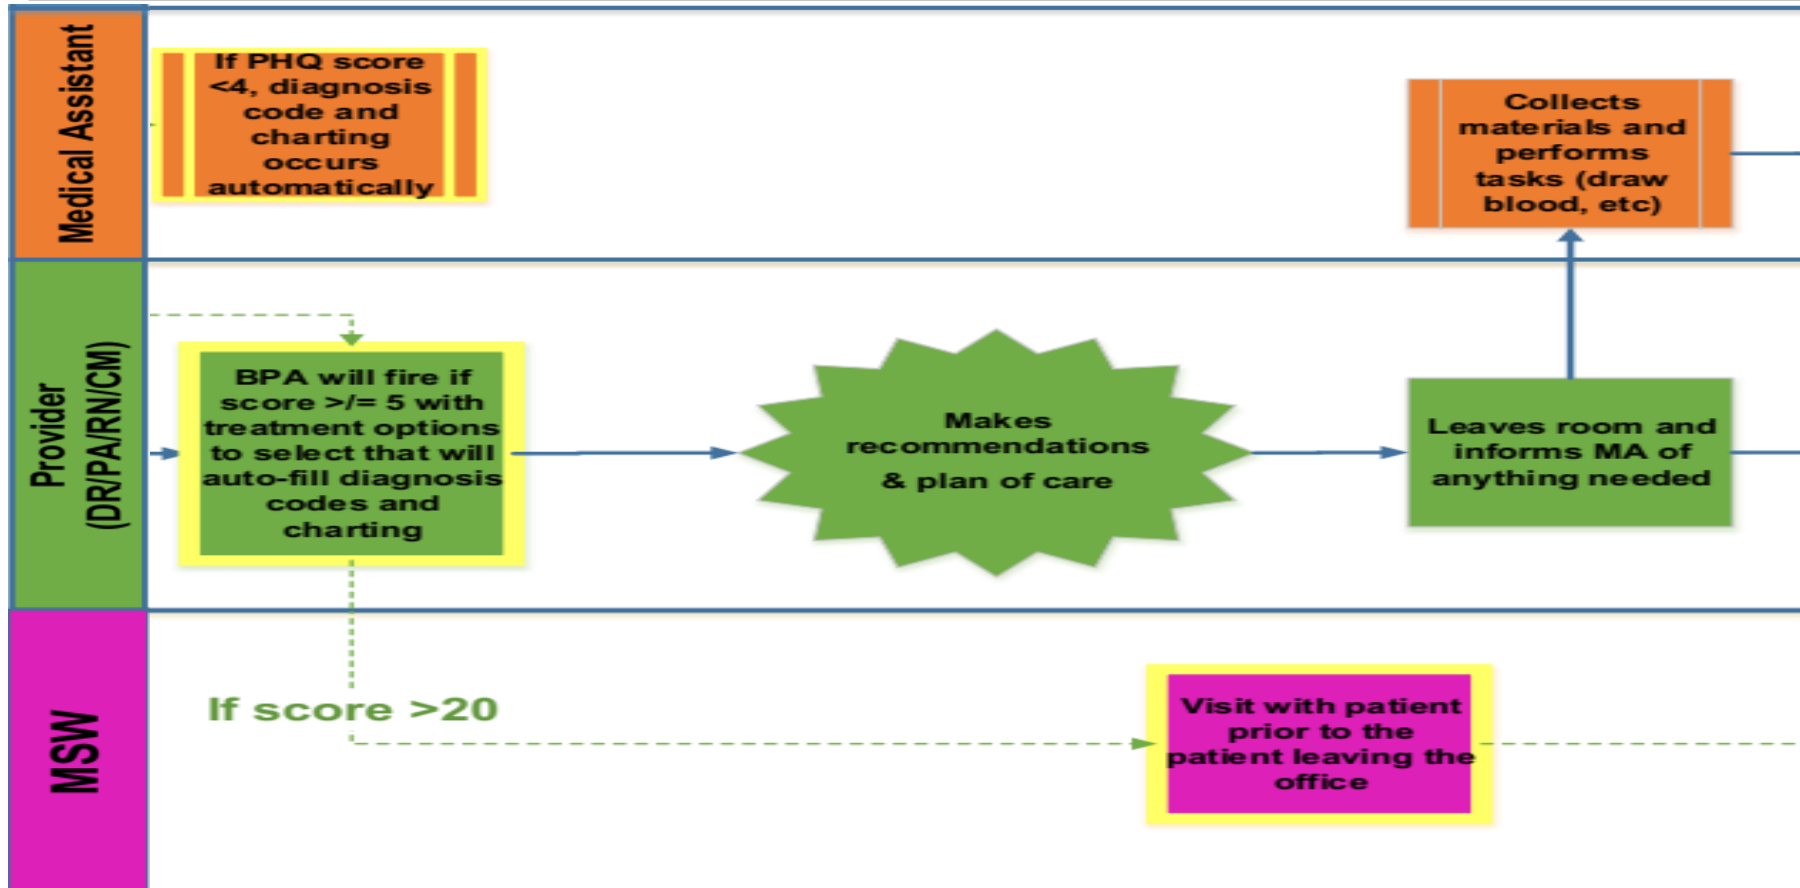 Medical Assistant
If PHQ score
<4, diagnosis
code and
charting
occurs
automatically
Collects
materials and
performs
tasks (draw
blood, etc)
Provider
(DR/PA/RN/CM)
BPA will fire if
score >/= 5 with
treatment options
to select that will
auto-fill diagnosis
codes and
charting
Makes
recommendations
& plan of care
Leaves room and
informs MA of
anything needed
MSW
If score >20
Visit with patient
prior to the
patient leaving the
office